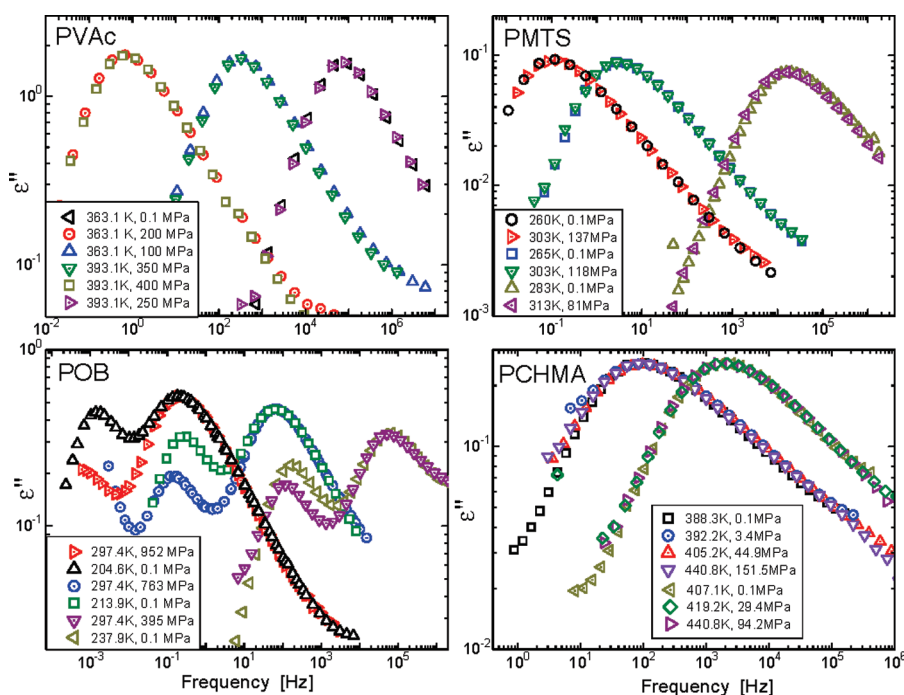 PVAc
10⁰
10⁻¹
ε''
363.1 K, 0.1 MPa
363.1 K, 200 MPa
363.1 K, 100 MPa
393.1K, 350 MPa
393.1K, 400 MPa
393.1K, 250 MPa
10⁻² 10⁰ 10² 10⁴ 10⁶
PMTS
10⁻¹
10⁻²
10⁻³
ε''
260K, 0.1MPa
303K, 137MPa
265K, 0.1MPa
303K, 118MPa
283K, 0.1MPa
313K, 81MPa
10⁻¹ 10¹ 10³ 10⁵
POB
10⁰
10⁻¹
ε''
297.4K, 952 MPa
204.6K, 0.1 MPa
297.4K, 763 MPa
213.9K, 0.1 MPa
297.4K, 395 MPa
237.9K, 0.1 MPa
10⁻³ 10⁻¹ 10¹ 10³ 10⁵
Frequency [Hz]
PCHMA
10⁻¹
10⁻²
ε''
388.3K, 0.1MPa
392.2K, 3.4MPa
405.2K, 44.9MPa
440.8K, 151.5MPa
407.1K, 0.1MPa
419.2K, 29.4MPa
440.8K, 94.2MPa
10⁰ 10¹ 10² 10³ 10⁴ 10⁵ 10⁶
Frequency [Hz]